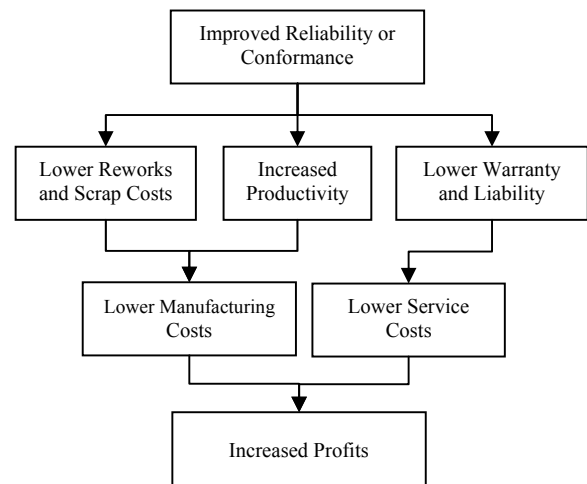 Improved Reliability or
Conformance
Lower Reworks
and Scrap Costs
Increased
Productivity
Lower Warranty
and Liability
Lower Manufacturing
Costs
Lower Service
Costs
Increased Profits